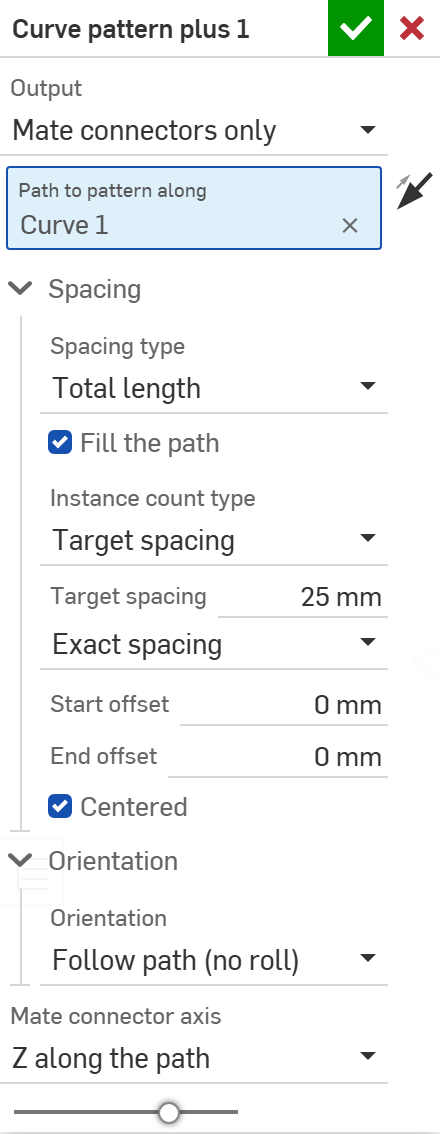 Curve pattern plus 1
Output
Mate connectors only
Path to pattern along
Curve 1
Spacing
Spacing type
Total length
Fill the path
Instance count type
Target spacing
Target spacing 25 mm
Exact spacing
Start offset 0 mm
End offset 0 mm
Centered
Orientation
Orientation
Follow path (no roll)
Mate connector axis
Z along the path